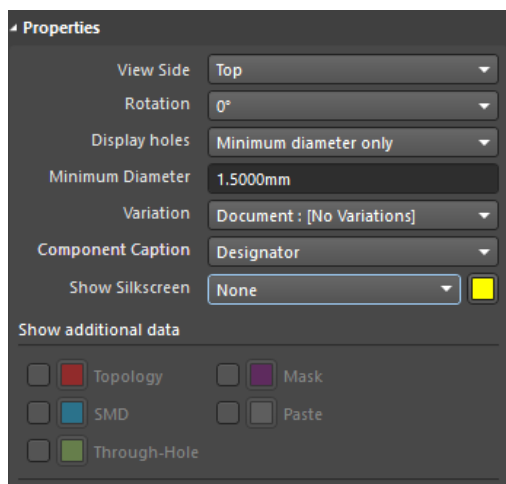 Properties
View Side Top
Rotation 0°
Display holes Minimum diameter only
Minimum Diameter 1.5000mm
Variation Document : [No Variations]
Component Caption Designator
Show Silkscreen None
Show additional data
Topology Mask
SMD Paste
Through-Hole